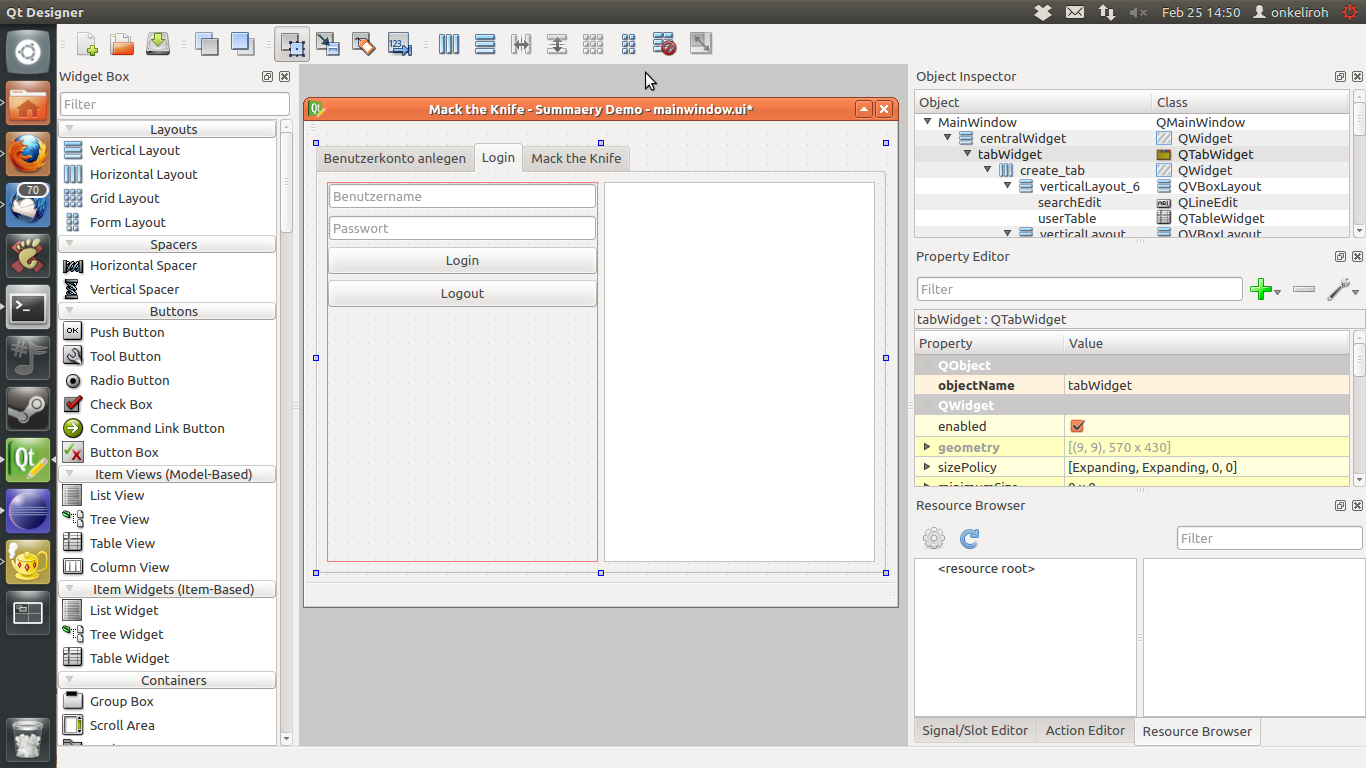 Qt Designer
Feb 25 14:50 onkeliroh
70
Widget Box
Filter
Layouts
Vertical Layout
Horizontal Layout
Grid Layout
Form Layout
Spacers
Horizontal Spacer
Vertical Spacer
Buttons
OK Push Button
Tool Button
Radio Button
Check Box
Command Link Button
Button Box
Item Views (Model-Based)
List View
Tree View
Table View
Column View
Item Widgets (Item-Based)
List Widget
Tree Widget
Table Widget
Containers
Group Box
Scroll Area
123
Qt Mack the Knife - Summaery Demo - mainwindow.ui*
Benutzerkonto anlegen Login Mack the Knife
Benutzername
Passwort
Login
Logout
Qt
Object Inspector
Object Class
MainWindow QMainWindow
centralWidget QWidget
tabWidget QTabWidget
create_tab QWidget
verticalLayout_6 QVBoxLayout
searchEdit QLineEdit
userTable QTableWidget
verticalLayout QVBoxLayout
Property Editor
Filter
tabWidget : QTabWidget
Property Value
QObject
objectName tabWidget
QWidget
enabled
geometry [(9, 9), 570 x 430]
sizePolicy [Expanding, Expanding, 0, 0]
minimumSize 0 x 0
Resource Browser
Filter
<resource root>
Signal/Slot Editor Action Editor Resource Browser